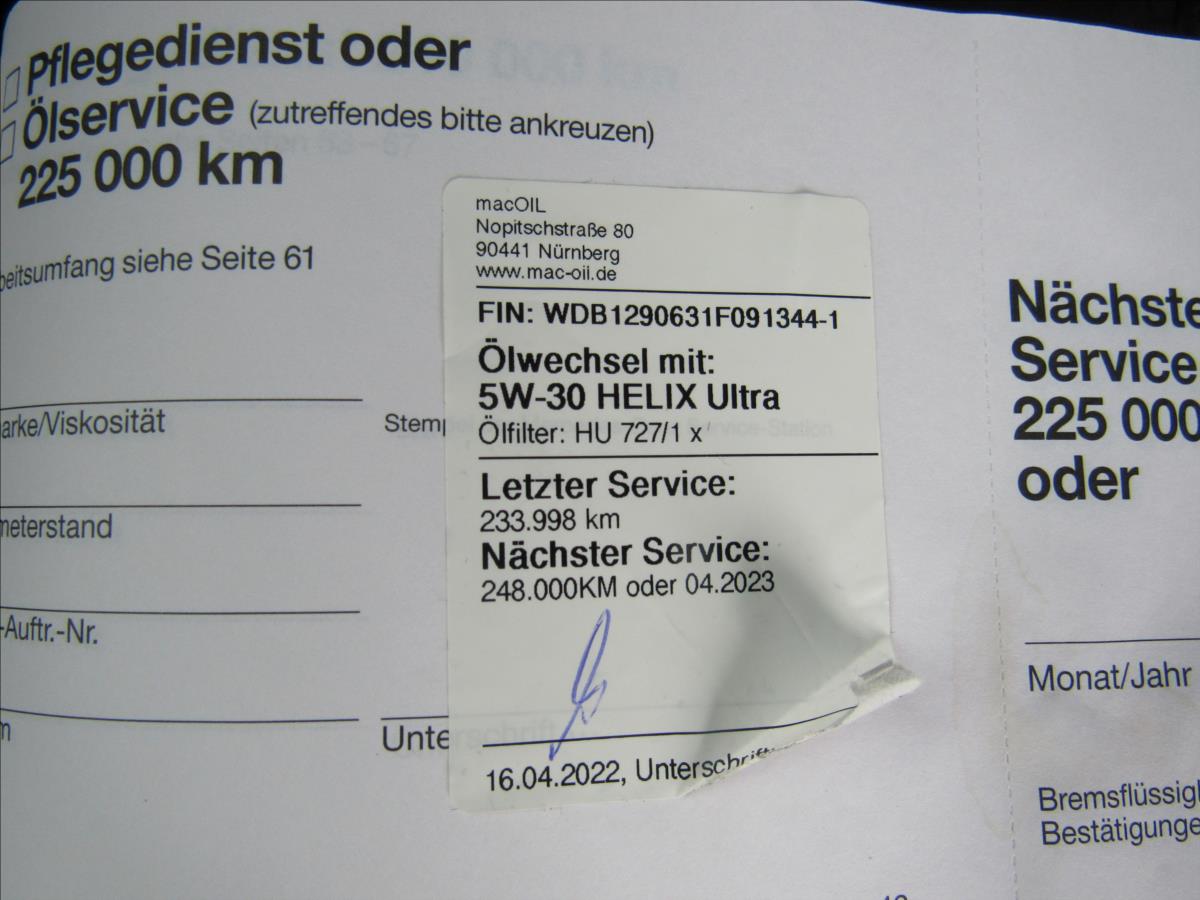 Pflegedienst oder
Ölservice (zutreffendes bitte ankreuzen)
225 000 km
beitsumfang siehe Seite 61
arke/Viskosität
meterstand
-Auftr.-Nr.
Stemp
Unterschrift
macOIL
Nopitschstraße 80
90441 Nürnberg
www.mac-oil.de
FIN: WDB1290631F091344-1
Ölwechsel mit:
5W-30 HELIX Ultra
Ölfilter: HU 727/1 x
Letzter Service:
233.998 km
Nächster Service:
248.000KM oder 04.2023
16.04.2022, Unterschrift
Nächste
Service
225 000
oder
Monat/Jahr
Bremsflüssig
Bestätigunge